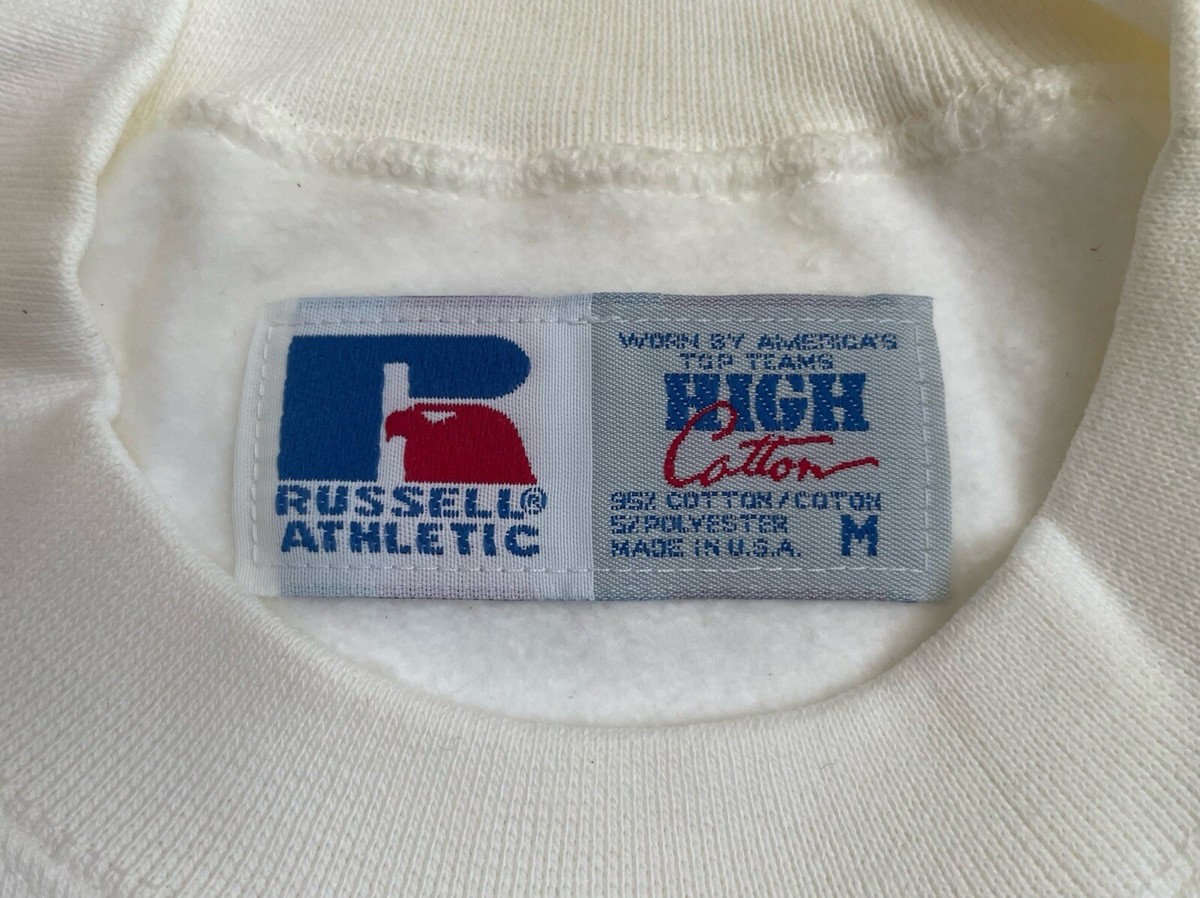 RUSSELL®
ATHLETIC
WORN BY AMERICA'S
TOP TEAMS
HIGH
Cotton
95% COTTON/COTON
5% POLYESTER
MADE IN U.S.A.
M